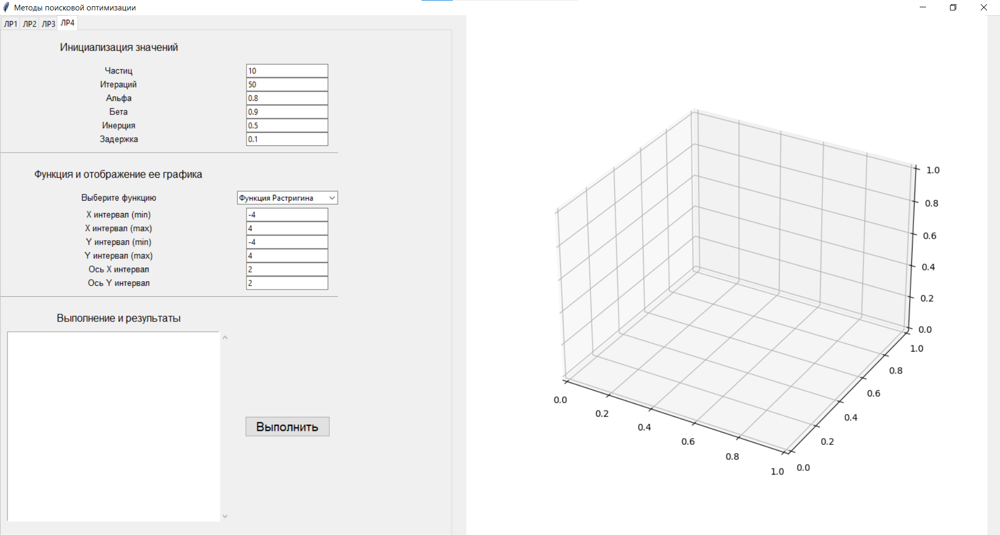 Методы поисковой оптимизации
ЛР1 ЛР2 ЛР3 ЛР4
Инициализация значений
Частиц 10
Итераций 50
Альфа 0.8
Бета 0.9
Инерция 0.5
Задержка 0.1
Функция и отображение ее графика
Выберите функцию Функция Растригина
X интервал (min) -4
X интервал (max) 4
Y интервал (min) -4
Y интервал (max) 4
Ось X интервал 2
Ось Y интервал 2
Выполнение и результаты
Выполнить
1.0
0.8
0.6
0.4
0.2
0.0
1.0
0.8
0.6
0.4
0.2
0.0
0.0
0.2
0.4
0.6
0.8
1.0